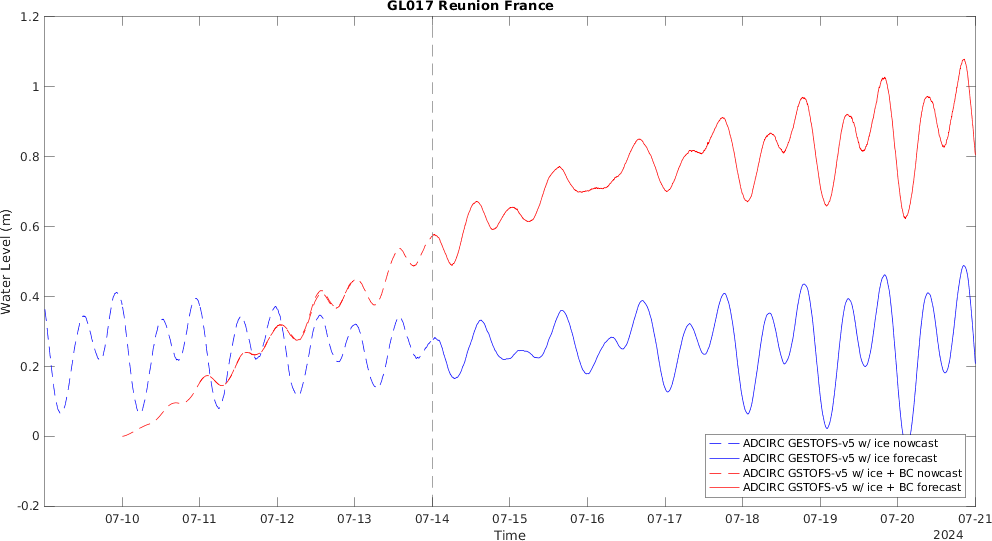 GL017 Reunion France
1.2
1
0.8
0.6
0.4
0.2
0
-0.2
Water Level (m)
ADCIRC GESTOFS-v5 w/ ice nowcast
ADCIRC GESTOFS-v5 w/ ice forecast
ADCIRC GSTOFS-v5 w/ ice + BC nowcast
ADCIRC GSTOFS-v5 w/ ice + BC forecast
07-10 07-11 07-12 07-13 07-14 07-15 07-16 07-17 07-18 07-19 07-20 07-21
Time
2024